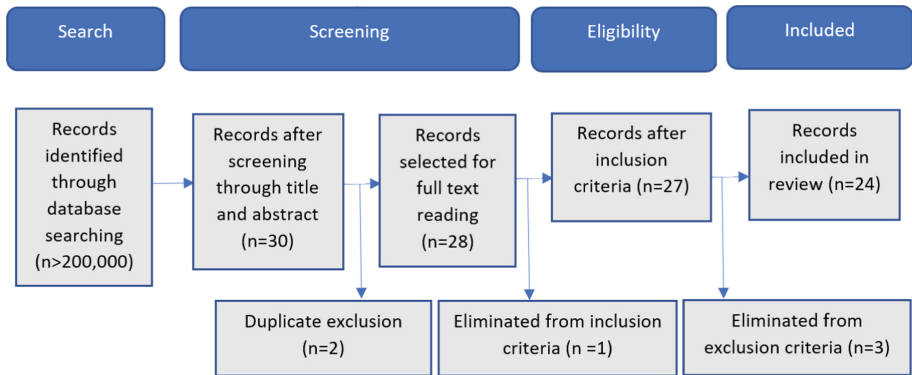 Search
Screening
Eligibility
Included
Records
identified
through
database
searching
(n>200,000)
Records after
screening
through title
and abstract
(n=30)
Records
selected for
full text
reading
(n=28)
Records after
inclusion
criteria (n=27)
Records
included in
review (n=24)
Duplicate exclusion
(n=2)
Eliminated from inclusion
criteria (n =1)
Eliminated from
exclusion criteria (n=3)